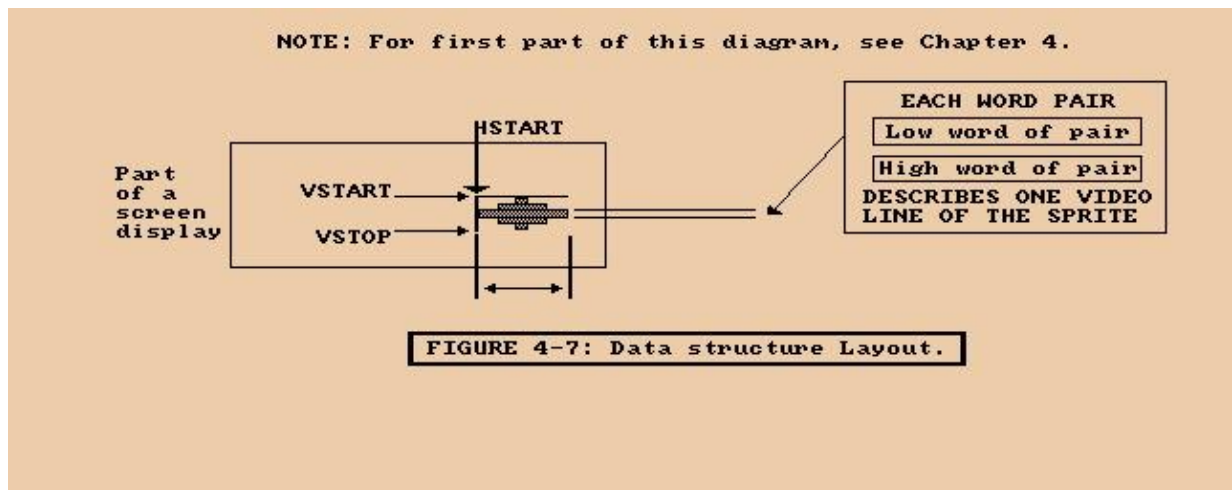 NOTE: For first part of this diagram, see Chapter 4.
EACH WORD PAIR
Low word of pair
High word of pair
DESCRIBES ONE VIDEO
LINE OF THE SPRITE
HSTART
Part
of a
screen
display
VSTART
VSTOP
FIGURE 4-7: Data structure Layout.